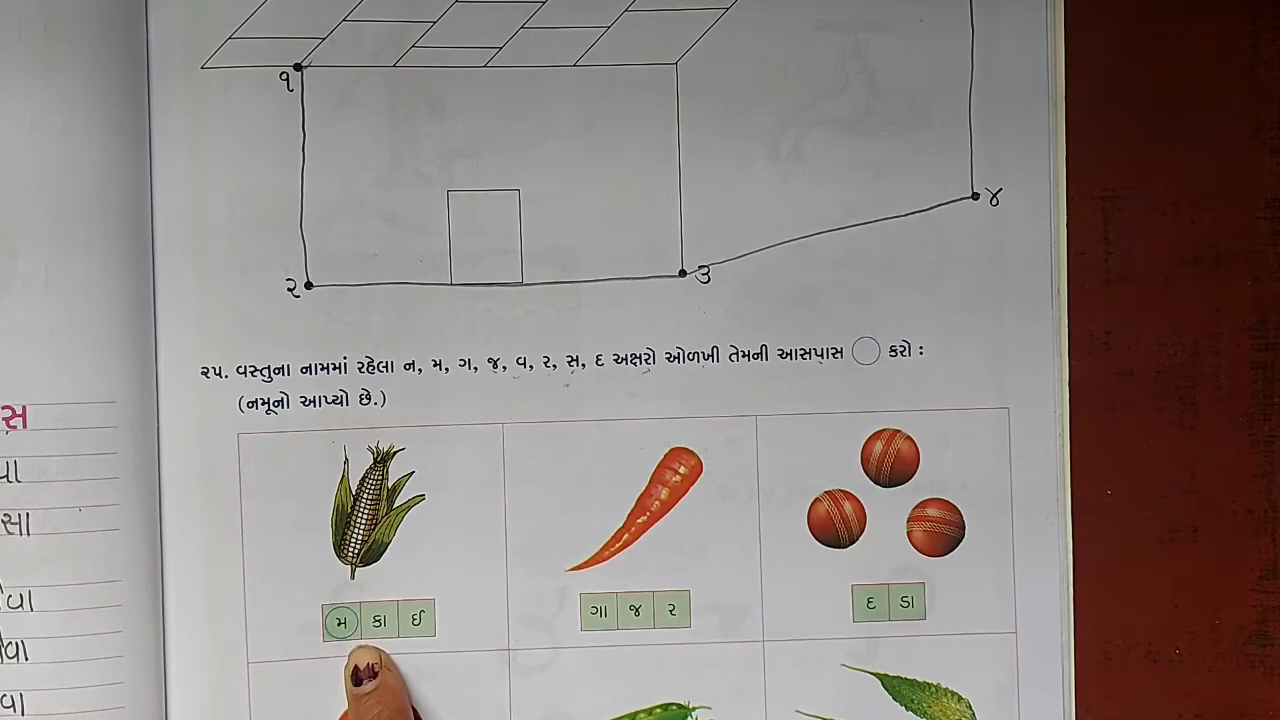 ૧
૪
૨
૩
૨૫. વસ્તુના નામમાં રહેલા ન, મ, ગ, જ, વ, ર, સ, દ અક્ષરો ઓળખી તેમની આસપાસ કરો :
(નમૂનો આપ્યો છે.)
સ
સા
વા
મ કા ઈ
ગા જ ર
દ ડા